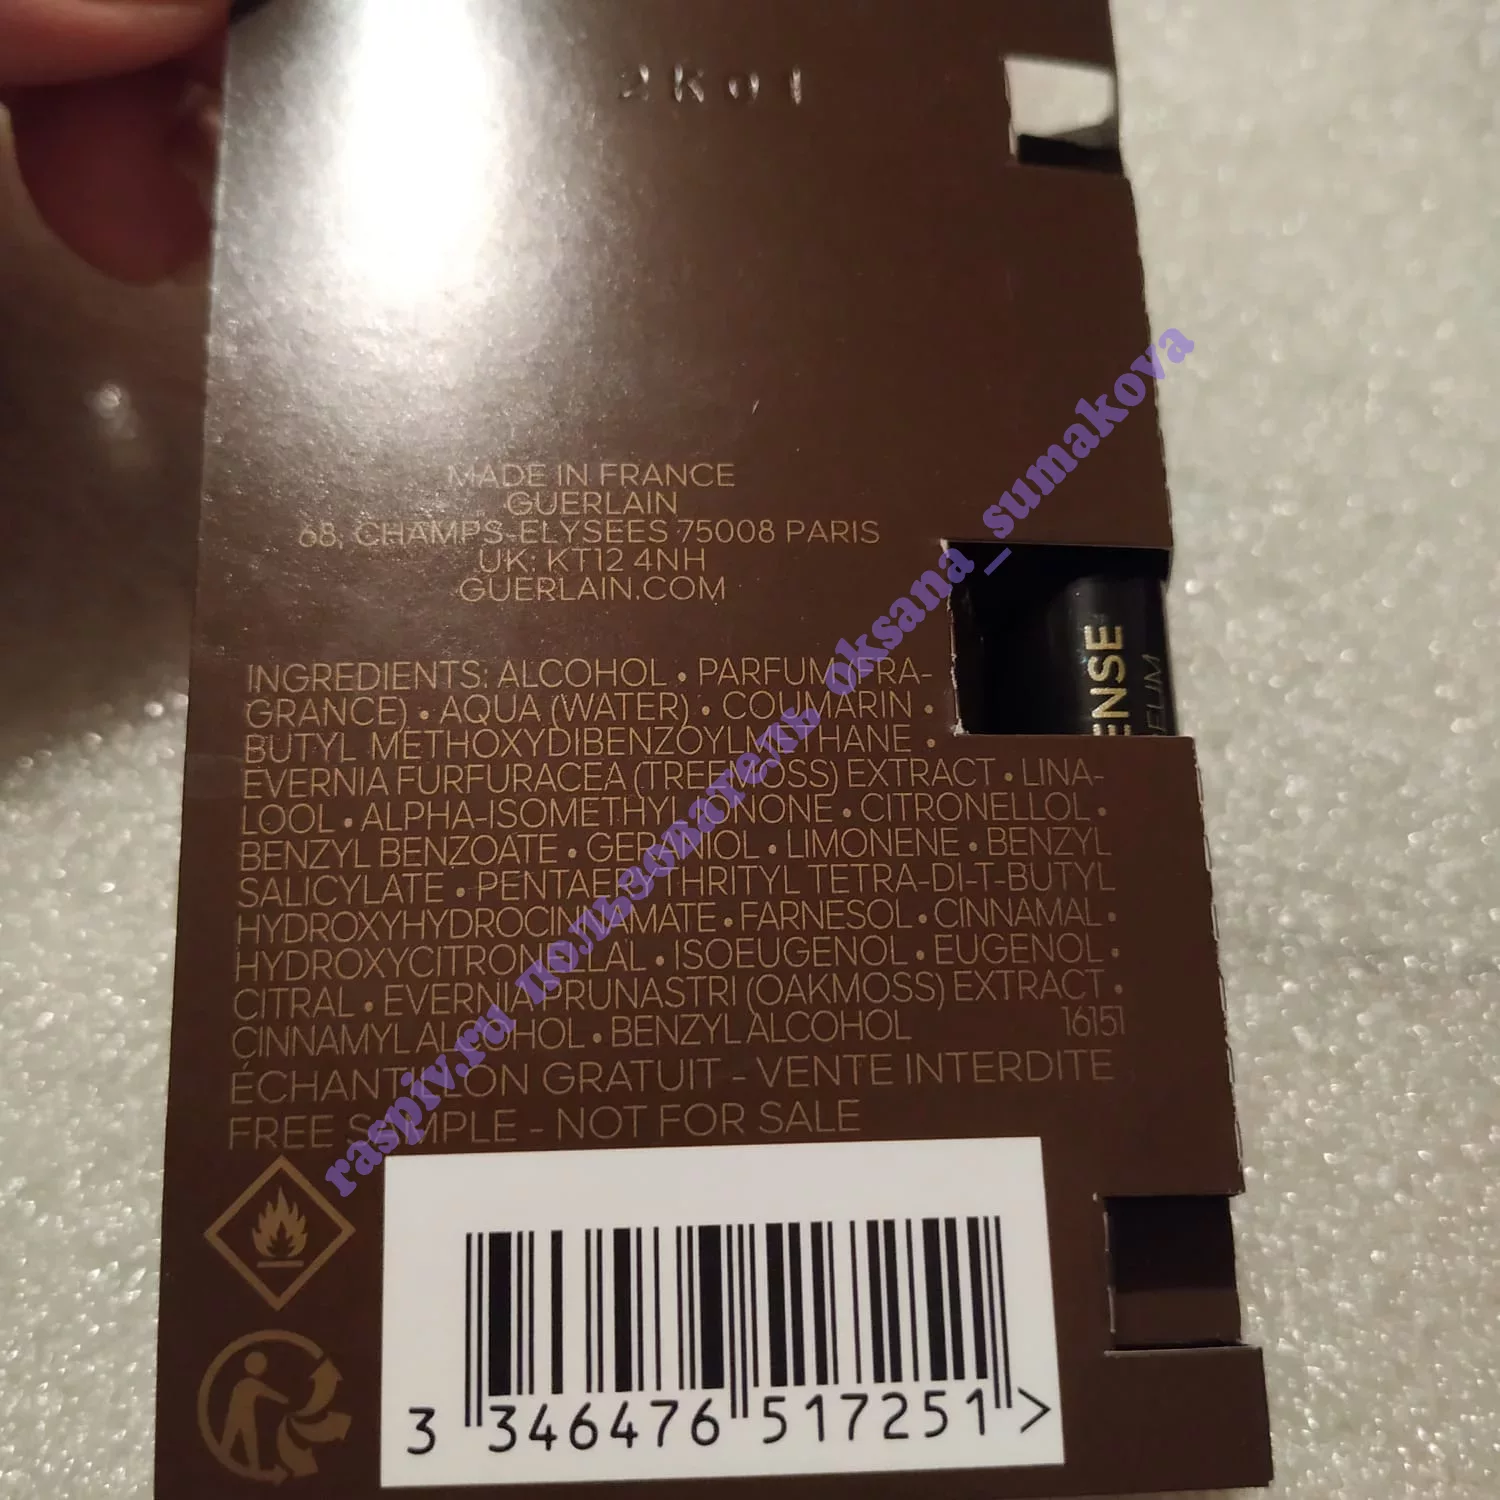 2K01
MADE IN FRANCE
GUERLAIN
68, CHAMPS-ELYSEES 75008 PARIS
UK: KT12 4NH
GUERLAIN.COM
ENSE
FUM
INGREDIENTS: ALCOHOL • PARFUM (FRA-
GRANCE) • AQUA (WATER) • COUMARIN •
BUTYL METHOXYDIBENZOYLMETHANE •
EVERNIA FURFURACEA (TREEMOSS) EXTRACT • LINA-
LOOL • ALPHA-ISOMETHYL IONONE • CITRONELLOL •
BENZYL BENZOATE • GERANIOL • LIMONENE • BENZYL
SALICYLATE • PENTAERYTHRITYL TETRA-DI-T-BUTYL
HYDROXYHYDROCINNAMATE • FARNESOL • CINNAMAL •
HYDROXYCITRONELLAL • ISOEUGENOL • EUGENOL •
CITRAL • EVERNIA PRUNASTRI (OAKMOSS) EXTRACT •
CINNAMYL ALCOHOL • BENZYL ALCOHOL 16151
ÉCHANTILLON GRATUIT - VENTE INTERDITE
FREE SAMPLE - NOT FOR SALE
3 346476 517251 >
raspiv.ru пользователь oksana_sumakova